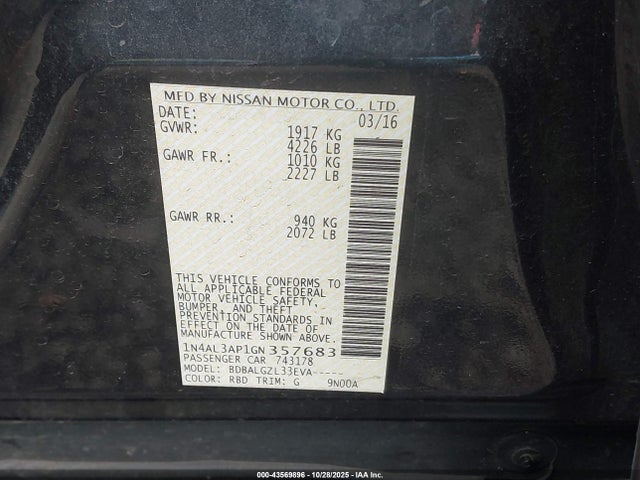 MFD BY NISSAN MOTOR CO., LTD.
DATE: 03/16
GVWR: 1917 KG
4226 LB
GAWR FR.: 1010 KG
2227 LB
GAWR RR.: 940 KG
2072 LB
THIS VEHICLE CONFORMS TO
ALL APPLICABLE FEDERAL
MOTOR VEHICLE SAFETY,
BUMPER, AND THEFT
PREVENTION STANDARDS IN
EFFECT ON THE DATE OF
MANUFACTURE SHOWN ABOVE.
1N4AL3AP1GN357683
PASSENGER CAR 743178
MODEL: BDBALGZL33EVA-----
COLOR: RBD TRIM: G 9N00A
000-43569896 - 10/28/2025 - IAA Inc.